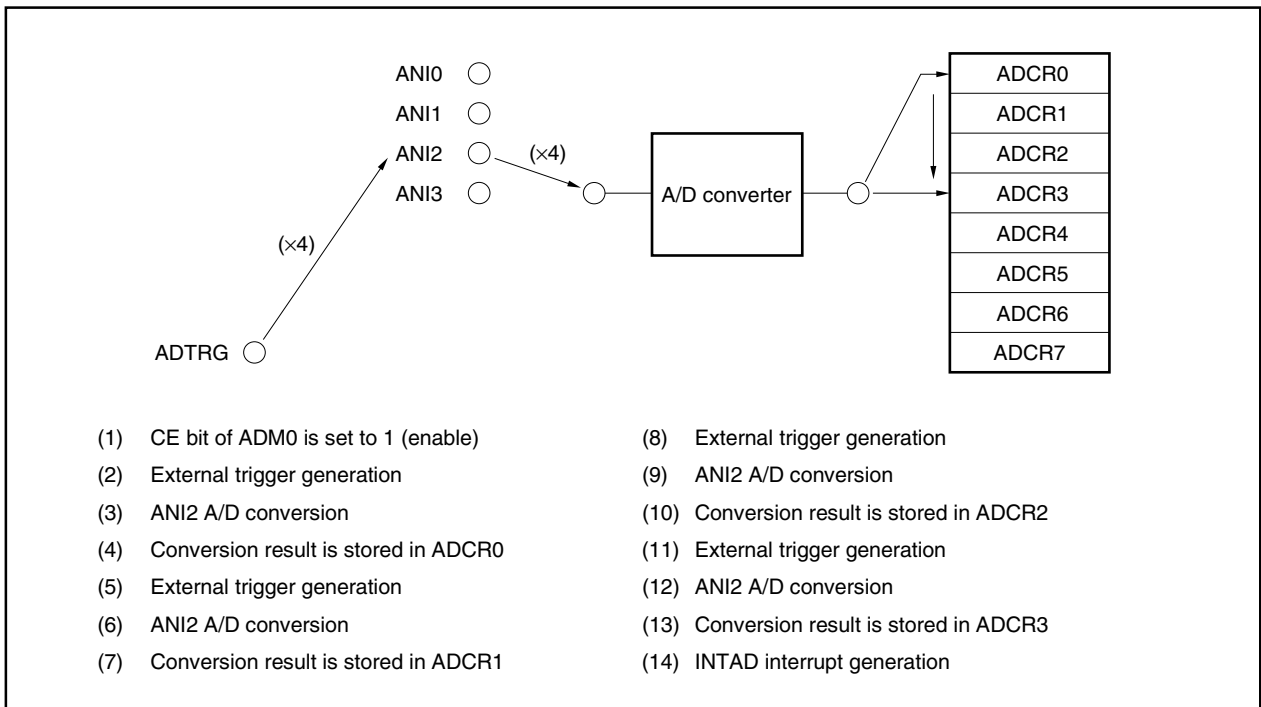 ANI0
ANI1
ANI2
ANI3
(×4)
(×4)
ADTRG
A/D converter
ADCR0
ADCR1
ADCR2
ADCR3
ADCR4
ADCR5
ADCR6
ADCR7
(1) CE bit of ADM0 is set to 1 (enable)
(2) External trigger generation
(3) ANI2 A/D conversion
(4) Conversion result is stored in ADCR0
(5) External trigger generation
(6) ANI2 A/D conversion
(7) Conversion result is stored in ADCR1
(8) External trigger generation
(9) ANI2 A/D conversion
(10) Conversion result is stored in ADCR2
(11) External trigger generation
(12) ANI2 A/D conversion
(13) Conversion result is stored in ADCR3
(14) INTAD interrupt generation